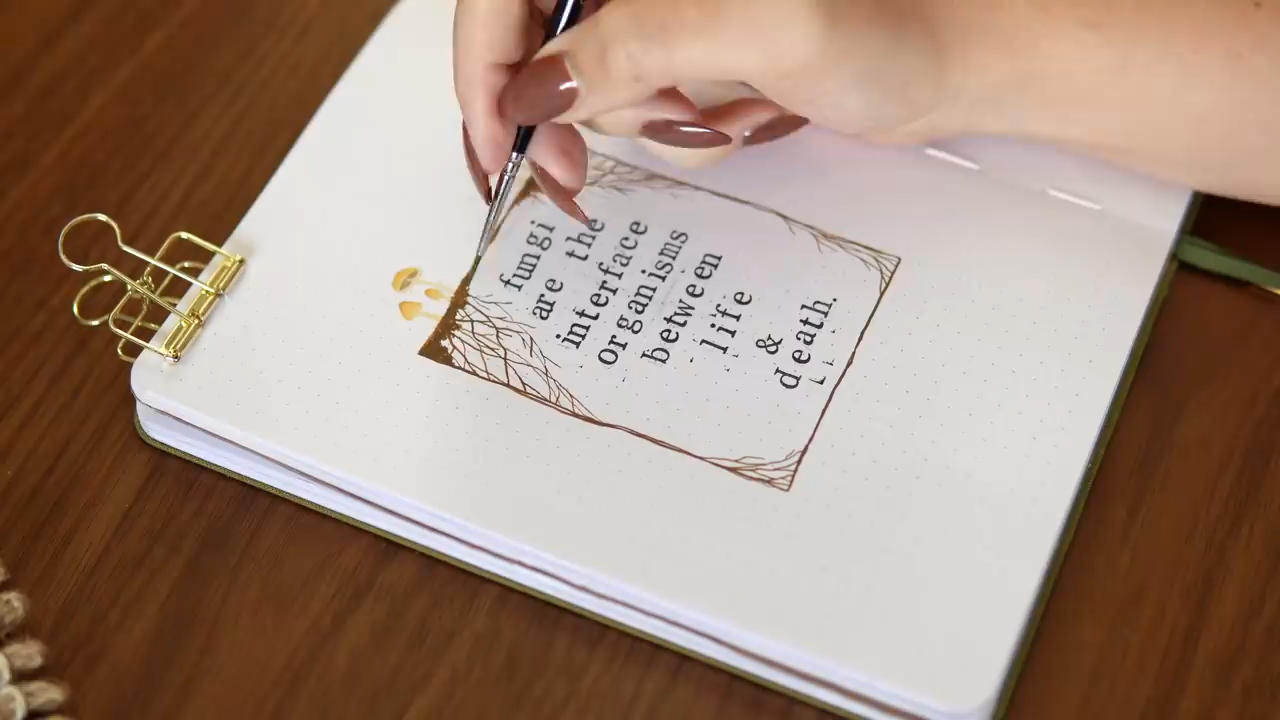 fungi
are the
interface
organisms
between
life
&
death.